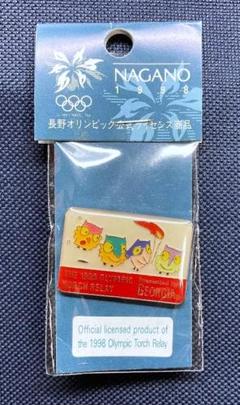 NAGANO
1998
長野オリンピック公式ライセンス商品
THE 1998 OLYMPIC
TORCH RELAY
GEORGIA
Official licensed product of
the 1998 Olympic Torch Relay